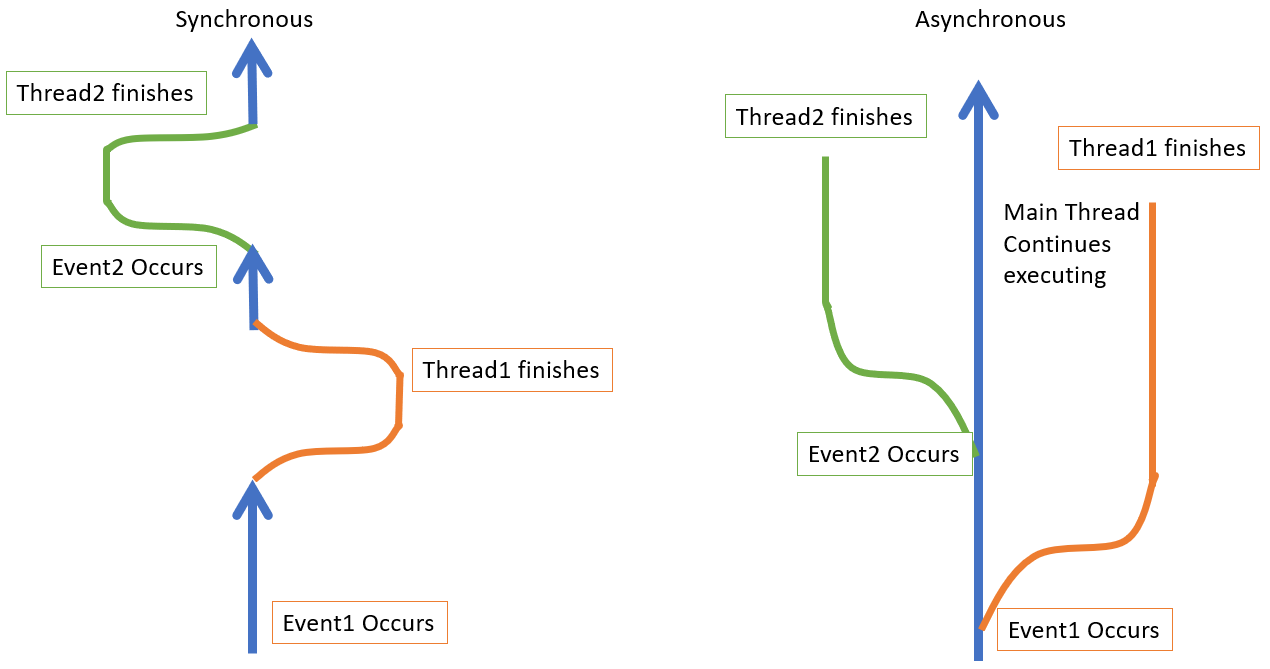 Synchronous
Thread2 finishes
Event2 Occurs
Thread1 finishes
Event1 Occurs
Asynchronous
Thread2 finishes
Thread1 finishes
Main Thread
Continues
executing
Event2 Occurs
Event1 Occurs